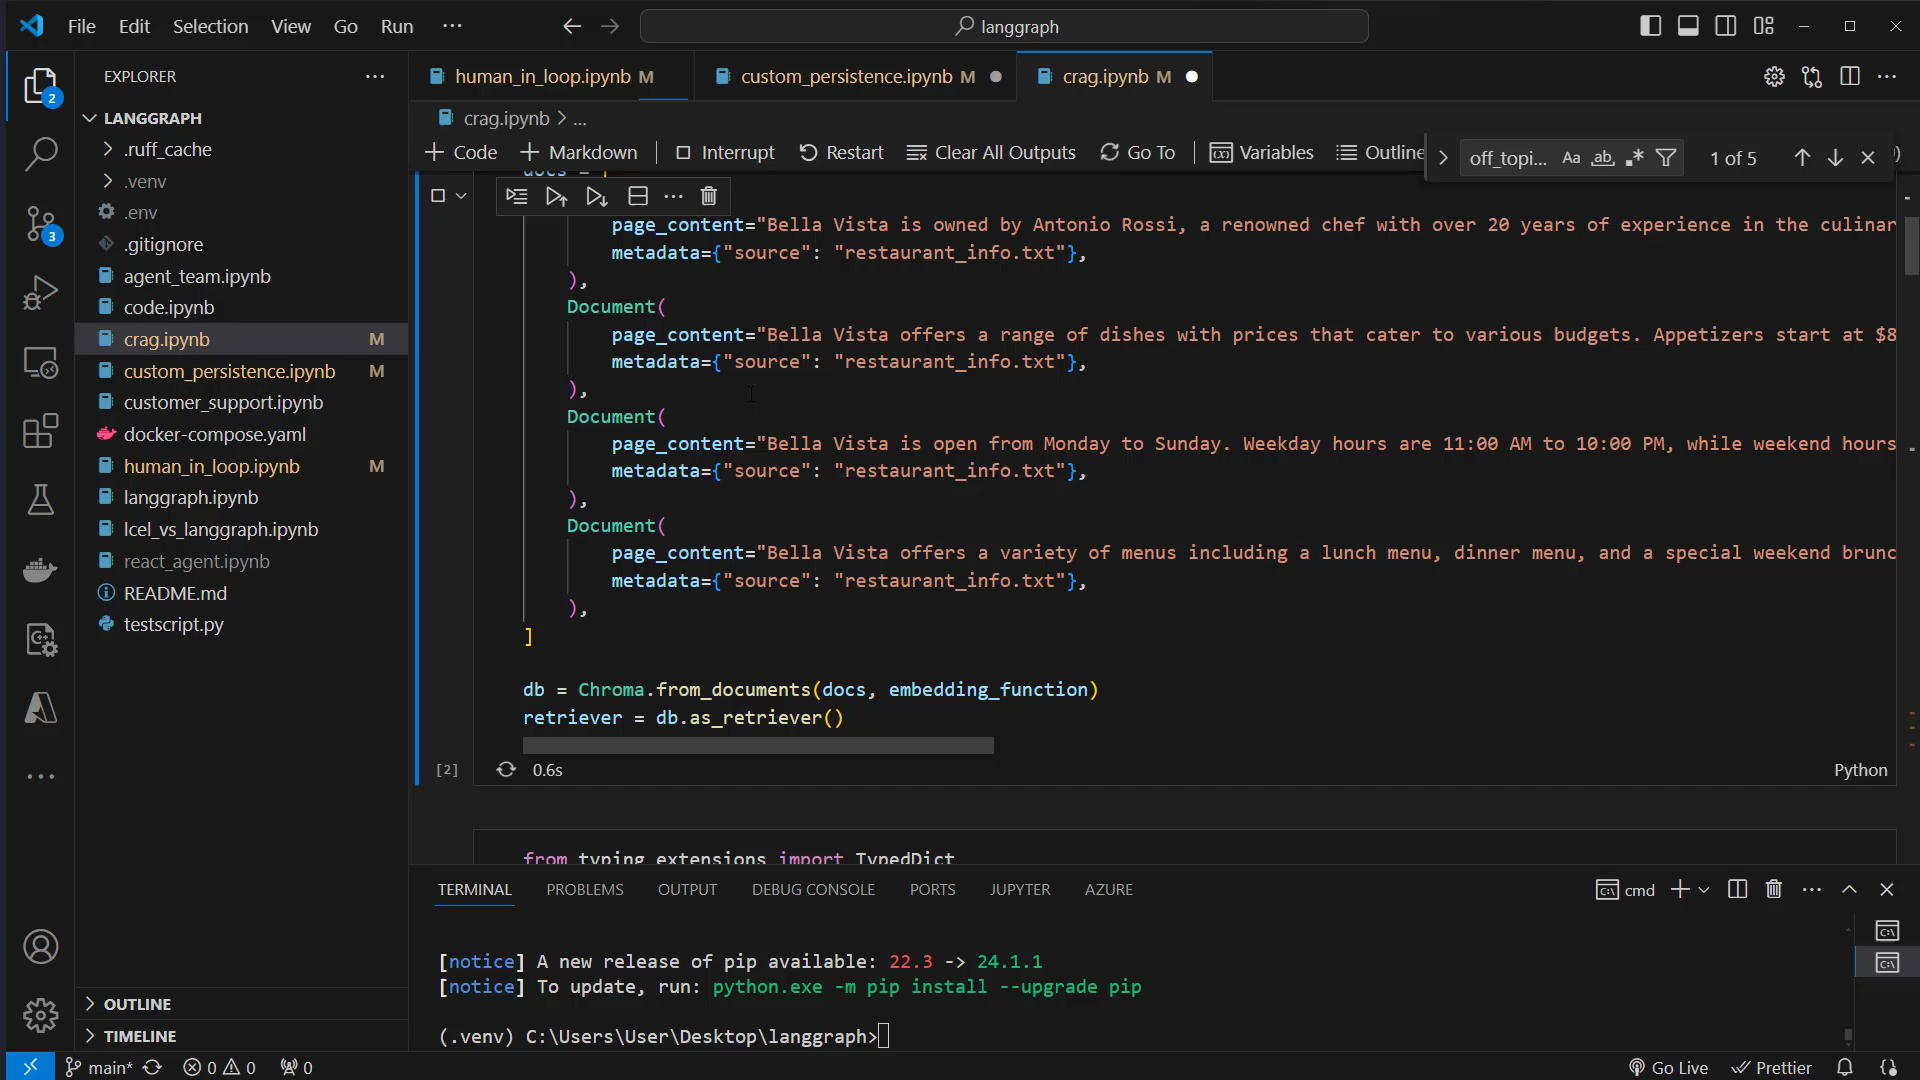 File Edit Selection View Go Run ··· langgraph
EXPLORER ···
human_in_loop.ipynb M custom_persistence.ipynb M crag.ipynb M
LANGGRAPH
crag.ipynb > ...
.ruff_cache
.venv
.env
.gitignore
agent_team.ipynb
code.ipynb
crag.ipynb M
custom_persistence.ipynb M
customer_support.ipynb
docker-compose.yaml
human_in_loop.ipynb M
langgraph.ipynb
lcel_vs_langgraph.ipynb
react_agent.ipynb
README.md
testscript.py
OUTLINE
TIMELINE
2
3
+ Code + Markdown | Interrupt Restart Clear All Outputs Go To | Variables Outline
off_topi... Aa ab 1 of 5
docs = [
page_content="Bella Vista is owned by Antonio Rossi, a renowned chef with over 20 years of experience in the culinar
metadata={"source": "restaurant_info.txt"},
),
Document(
page_content="Bella Vista offers a range of dishes with prices that cater to various budgets. Appetizers start at $8
metadata={"source": "restaurant_info.txt"},
),
Document(
page_content="Bella Vista is open from Monday to Sunday. Weekday hours are 11:00 AM to 10:00 PM, while weekend hours
metadata={"source": "restaurant_info.txt"},
),
Document(
page_content="Bella Vista offers a variety of menus including a lunch menu, dinner menu, and a special weekend brunc
metadata={"source": "restaurant_info.txt"},
),
]
db = Chroma.from_documents(docs, embedding_function)
retriever = db.as_retriever()
[2] 0.6s Python
from typing_extensions import TypedDict
TERMINAL PROBLEMS OUTPUT DEBUG CONSOLE PORTS JUPYTER AZURE cmd
[notice] A new release of pip available: 22.3 -> 24.1.1
[notice] To update, run: python.exe -m pip install --upgrade pip
(.venv) C:\Users\User\Desktop\langgraph>
main* 0 0 0 Go Live Prettier